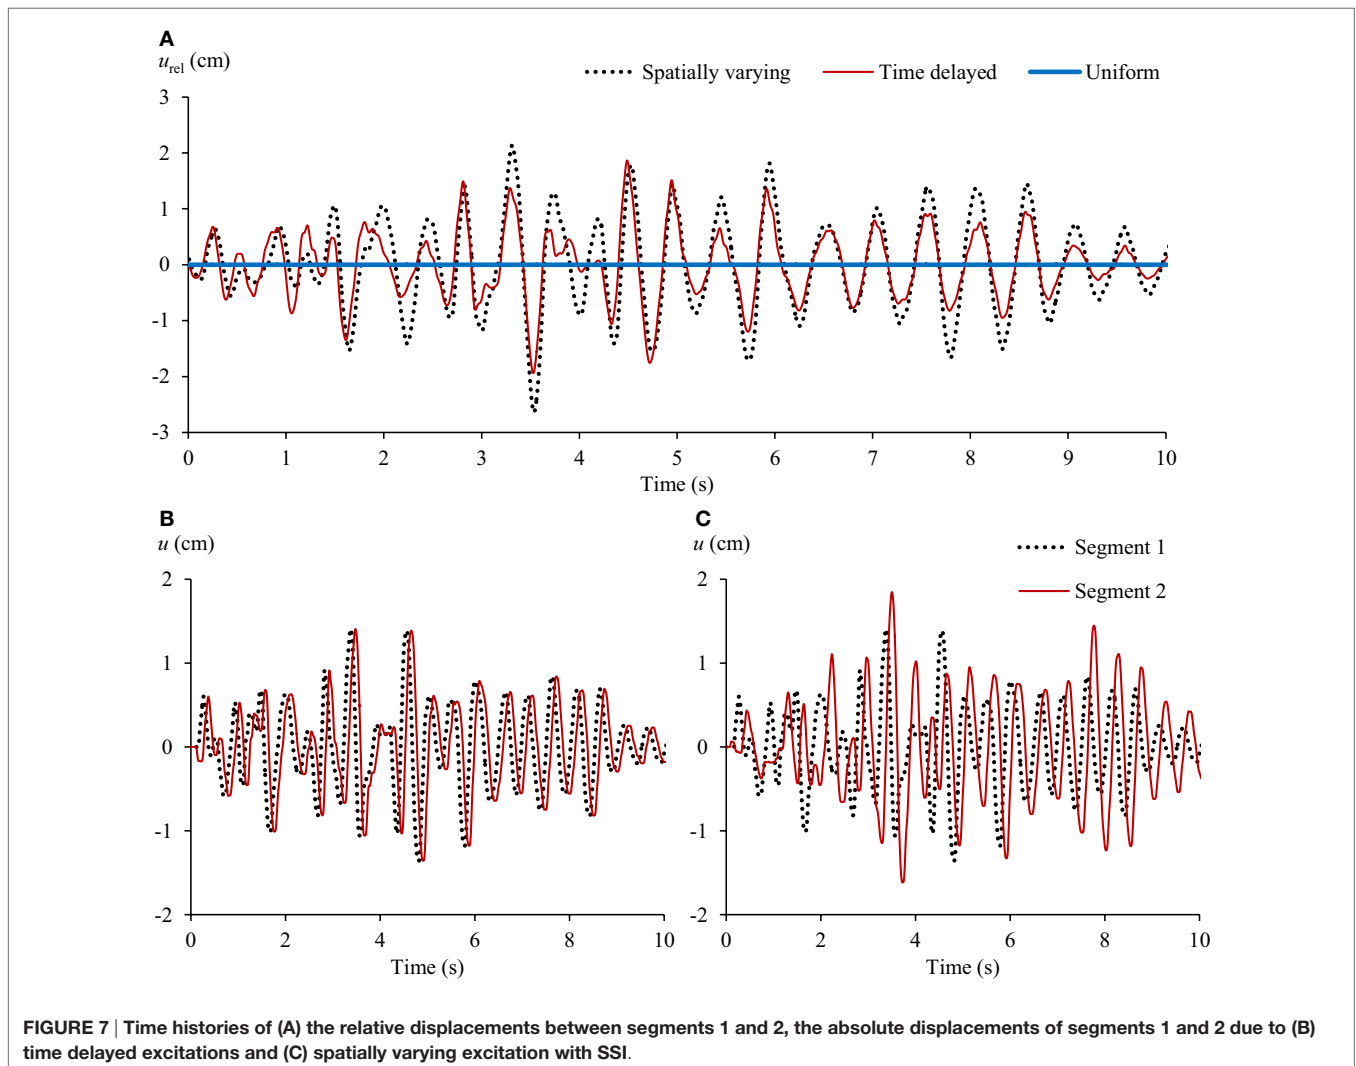 A
u_rel (cm)
Spatially varying
Time delayed
Uniform
3
2
1
0
-1
-2
-3
0 1 2 3 4 5 6 7 8 9 10
Time (s)
B
u (cm)
2
1
0
-1
-2
0 2 4 6 8 10
Time (s)
C
u (cm)
Segment 1
Segment 2
2
1
0
-1
-2
0 2 4 6 8 10
Time (s)
FIGURE 7 | Time histories of (A) the relative displacements between segments 1 and 2, the absolute displacements of segments 1 and 2 due to (B)
time delayed excitations and (C) spatially varying excitation with SSI.